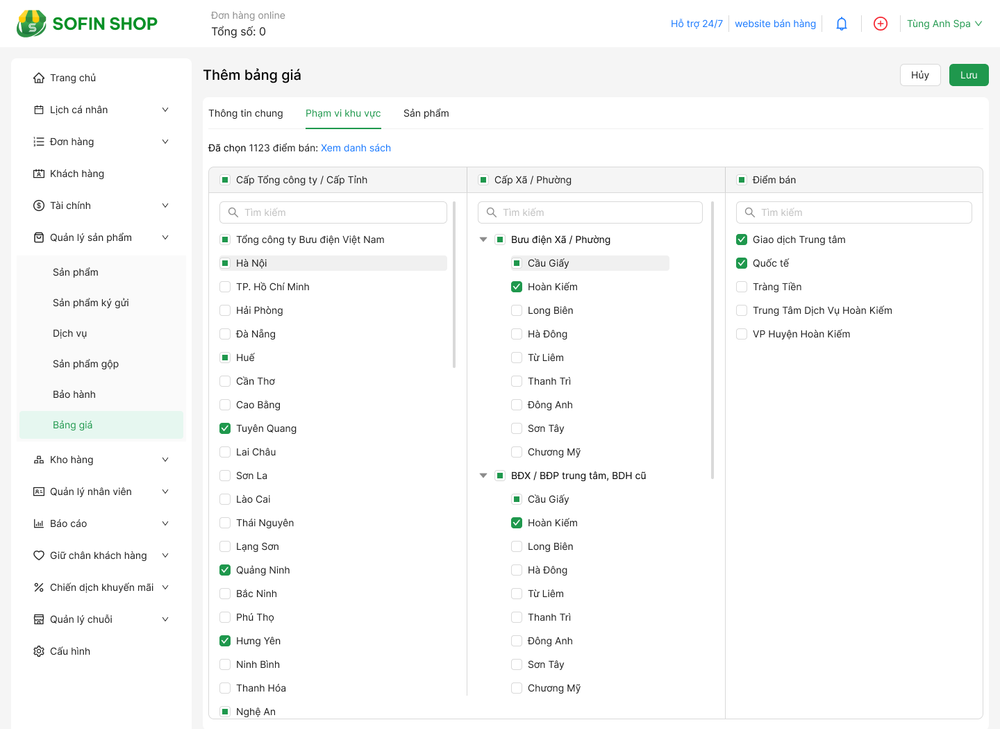 SOFIN SHOP
Đơn hàng online
Tổng số: 0
Hỗ trợ 24/7
website bán hàng
Tùng Anh Spa
Trang chủ
Lịch cá nhân
Đơn hàng
Khách hàng
Tài chính
Quản lý sản phẩm
Sản phẩm
Sản phẩm ký gửi
Dịch vụ
Sản phẩm gộp
Bảo hành
Bảng giá
Kho hàng
Quản lý nhân viên
Báo cáo
Giữ chân khách hàng
Chiến dịch khuyến mãi
Quản lý chuỗi
Cấu hình
Thêm bảng giá
Hủy
Lưu
Thông tin chung
Phạm vi khu vực
Sản phẩm
Đã chọn 1123 điểm bán: Xem danh sách
Cấp Tổng công ty / Cấp Tỉnh
Tìm kiếm
Tổng công ty Bưu điện Việt Nam
Hà Nội
TP. Hồ Chí Minh
Hải Phòng
Đà Nẵng
Huế
Cần Thơ
Cao Bằng
Tuyên Quang
Lai Châu
Sơn La
Lào Cai
Thái Nguyên
Lạng Sơn
Quảng Ninh
Bắc Ninh
Phú Thọ
Hưng Yên
Ninh Bình
Thanh Hóa
Nghệ An
Cấp Xã / Phường
Tìm kiếm
Bưu điện Xã / Phường
Cầu Giấy
Hoàn Kiếm
Long Biên
Hà Đông
Từ Liêm
Thanh Trì
Đông Anh
Sơn Tây
Chương Mỹ
BĐX / BĐP trung tâm, BDH cũ
Cầu Giấy
Hoàn Kiếm
Long Biên
Hà Đông
Từ Liêm
Thanh Trì
Đông Anh
Sơn Tây
Chương Mỹ
Điểm bán
Tìm kiếm
Giao dịch Trung tâm
Quốc tế
Tràng Tiền
Trung Tâm Dịch Vụ Hoàn Kiếm
VP Huyện Hoàn Kiếm